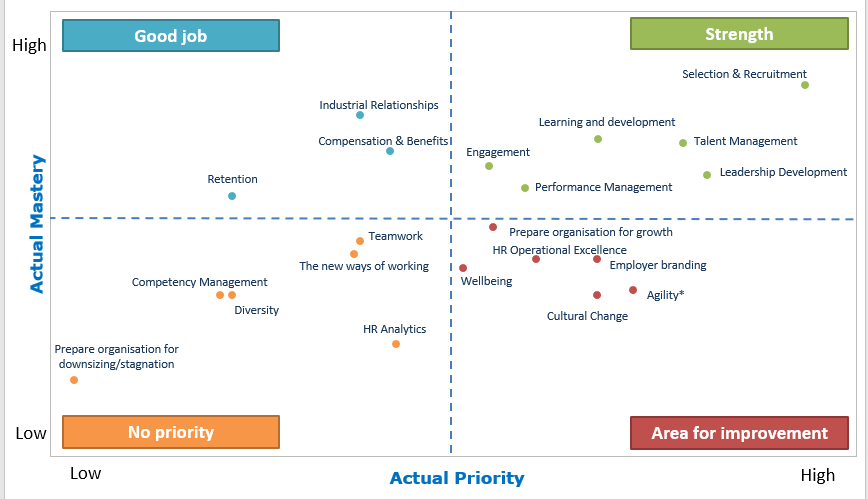 Good job
Strength
High
Selection & Recruitment
Industrial Relationships
Learning and development
Compensation & Benefits
Talent Management
Engagement
Leadership Development
Retention
Performance Management
Actual Mastery
Teamwork
Prepare organisation for growth
HR Operational Excellence
The new ways of working
Employer branding
Competency Management
Wellbeing
Agility*
Diversity
Cultural Change
HR Analytics
Prepare organisation for
downsizing/stagnation
No priority
Area for improvement
Low
Low
Actual Priority
High